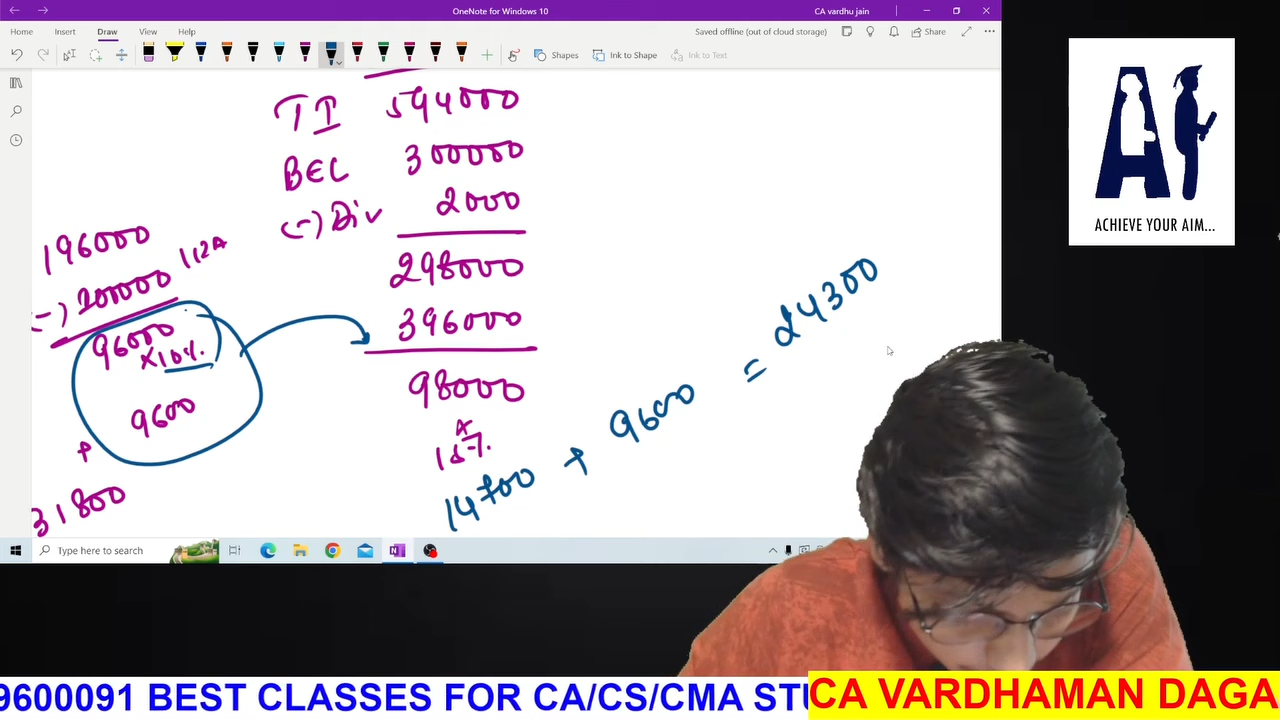 OneNote for Windows 10
CA vardhu jain
Home Insert Draw View Help
Saved offline (out of cloud storage)
Share
Shapes
Ink to Shape
Ink to Text
TI 594000
BEL 300000
(-) Div 2000
298000
396000
98000
x
15%
14700 + 9600 = 24300
196000
(-) 200000 112A
96000
x10%.
9600
+
31800
ACHIEVE YOUR AIM...
Type here to search
9600091 BEST CLASSES FOR CA/CS/CMA STU
CA VARDHAMAN DAGA